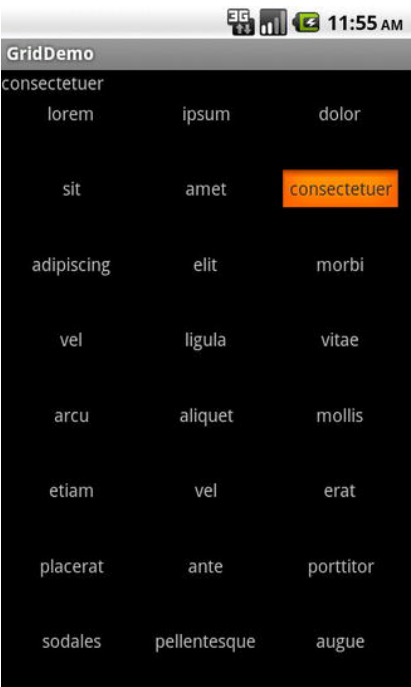 3G 11:55 AM
GridDemo
consectetuer
lorem ipsum dolor
sit amet consectetuer
adipiscing elit morbi
vel ligula vitae
arcu aliquet mollis
etiam vel erat
placerat ante porttitor
sodales pellentesque augue